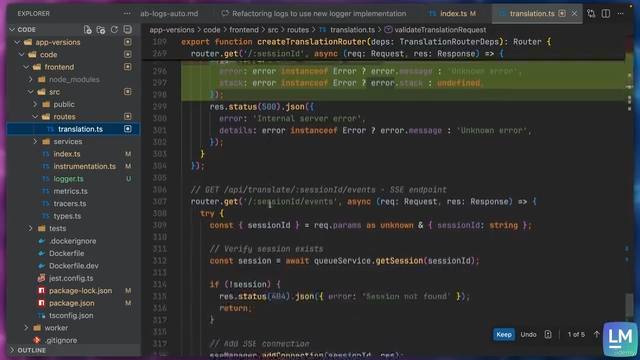 ab-logs-auto.md
Refactoring logs to use new logger implementation
index.ts M
translation.ts
CODE
app-versions
code
frontend
node_modules
src
public
routes
translation.ts
services
index.ts M
instrumentation.ts M
logger.ts U
metrics.ts
tracers.ts
types.ts
tests
.dockerignore
Dockerfile
Dockerfile.dev
jest.config.ts
package-lock.json M
package.json M
tsconfig.json
worker
.gitignore
app-versions > code > frontend > src > routes > translation.ts > validateTranslationRequest
109 export function createTranslationRouter(deps: TranslationRouterDeps): Router {
269 router.get('/:sessionId', async (req: Request, res: Response) => {
296 error: error instanceof Error ? error.message : 'Unknown error',
297 stack: error instanceof Error ? error.stack : undefined,
298 });
299 res.status(500).json({
300 error: 'Internal server error',
301 details: error instanceof Error ? error.message : 'Unknown error',
302 });
303 }
304 });
305
306 // GET /api/translate/:sessionId/events - SSE endpoint
307 router.get('/:sessionId/events', async (req: Request, res: Response) => {
308 try {
309 const { sessionId } = req.params as unknown & { sessionId: string };
310
311 // Verify session exists
312 const session = await queueService.getSession(sessionId);
313
314 if (!session) {
315 res.status(404).json({ error: 'Session not found' });
316 return;
317 }
318
319 // Add SSE connection
Keep Undo 1 of 5
LM